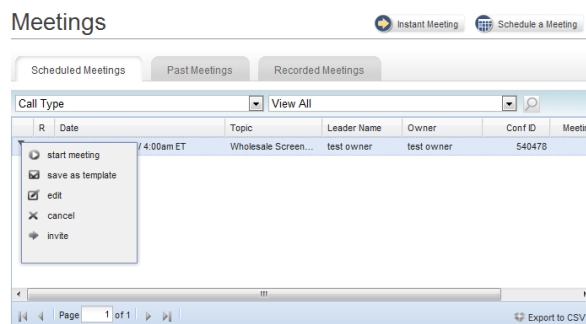 Meetings
Instant Meeting
Schedule a Meeting
Scheduled Meetings Past Meetings Recorded Meetings
Call Type View All
R Date Topic Leader Name Owner Conf ID
/ 4:00am ET Wholesale Screen... test owner test owner 540478
start meeting
save as template
edit
cancel
invite
Page 1 of 1 Export to CSV